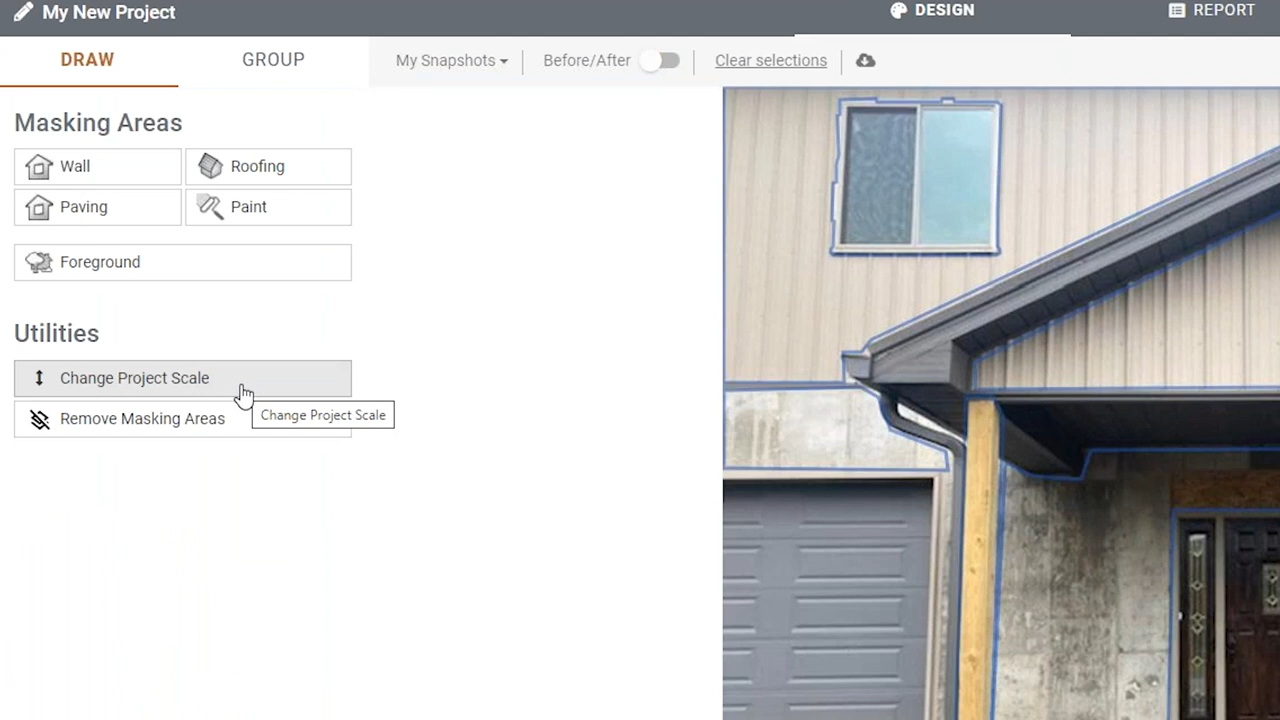 My New Project
DESIGN
REPORT
DRAW
GROUP
My Snapshots
Before/After
Clear selections
Masking Areas
Wall
Roofing
Paving
Paint
Foreground
Utilities
Change Project Scale
Change Project Scale
Remove Masking Areas